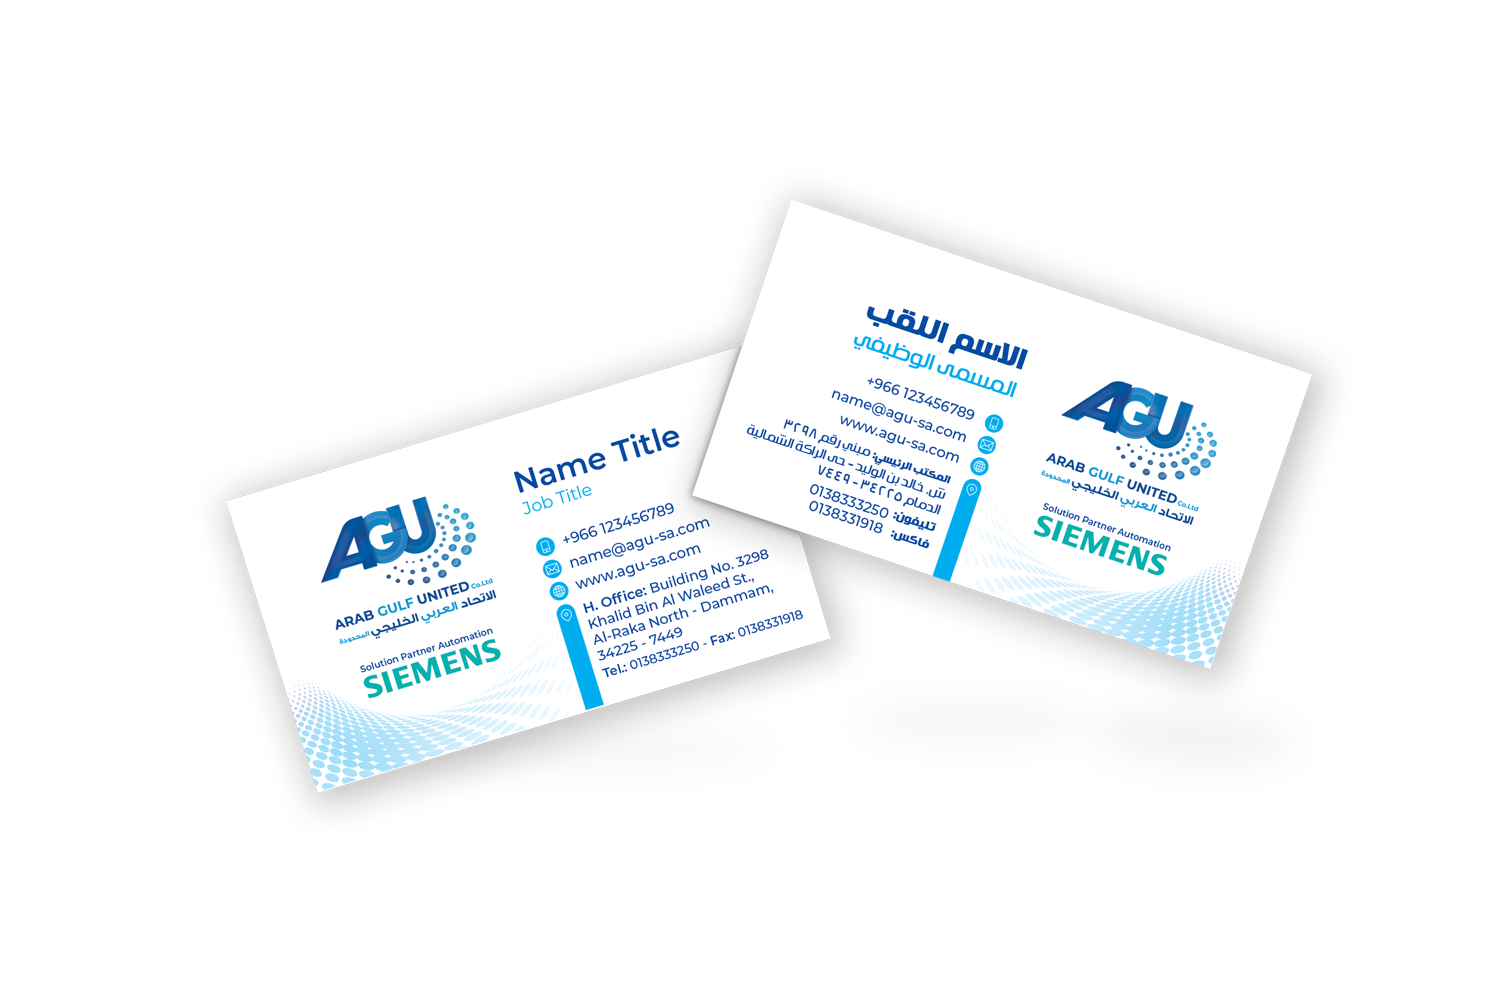 AGU
ARAB GULF UNITED Co.Ltd
الاتحاد العربي الخليجي المحدودة
Solution Partner Automation
SIEMENS
Name Title
Job Title
+966 123456789
name@agu-sa.com
www.agu-sa.com
H. Office: Building No. 3298
Khalid Bin Al Waleed St.,
Al-Raka North - Dammam,
34225 - 7449
Tel.: 0138333250 - Fax: 0138331918
الاسم اللقب
المسمى الوظيفي
+966 123456789
name@agu-sa.com
www.agu-sa.com
المكتب الرئيسي: مبني رقم ٣٢٩٨
ش. خالد بن الوليد - حى الراكة الشمالية
الدمام ٣٤٢٢٥ - ٧٤٤٩
تليفون: 0138333250
فاكس: 0138331918
AGU
ARAB GULF UNITED Co.Ltd
الاتحاد العربي الخليجي المحدودة
Solution Partner Automation
SIEMENS